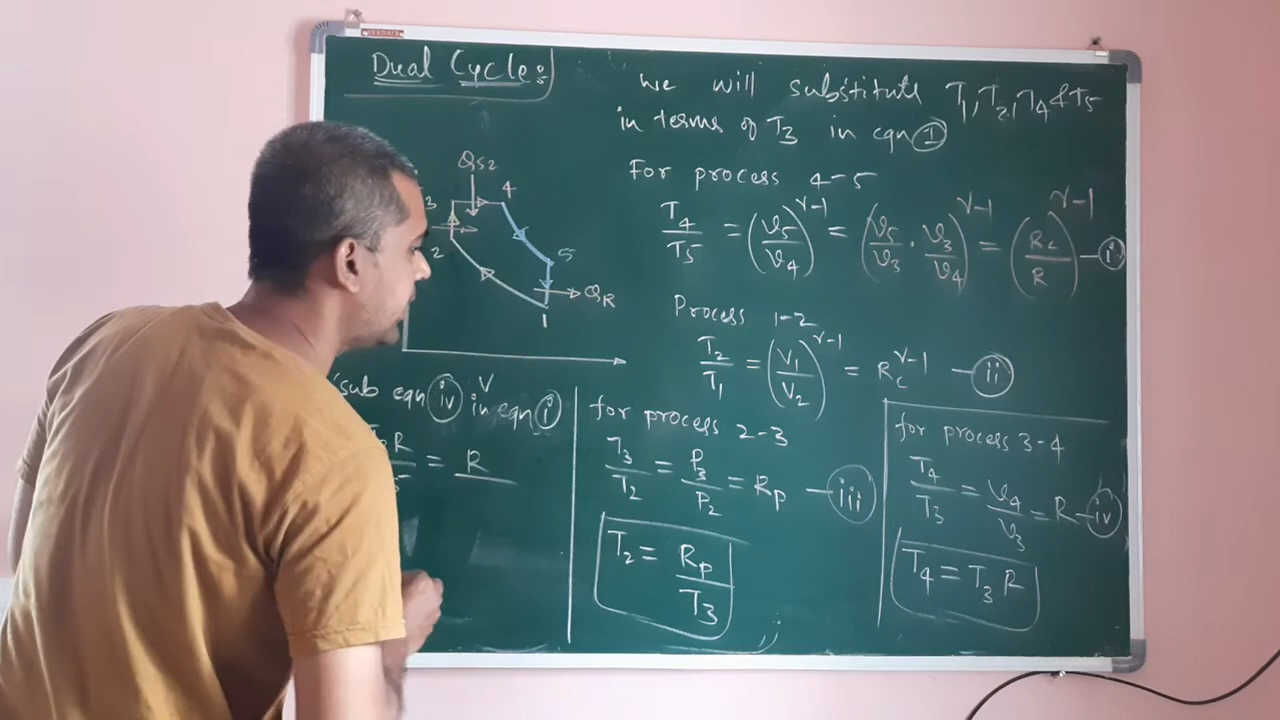 Dual Cycle:
We will substitute T1, T2, T4 & T5
in terms of T3 in eqn ①
For process 4-5
T4/T5 = (v5/v4)^γ-1 = (v5/v3 . v3/v4)^γ-1 = (Rc/R)^γ-1 — ⓘ
Process 1-2
T2/T1 = (V1/V2)^γ-1 = Rc^γ-1 — ⓘⓘ
for process 2-3
T3/T2 = P3/P2 = Rp — iii
T2 = Rp/T3
for process 3-4
T4/T3 = v4/v3 = R — iv
T4 = T3 R
QS2
3
4
2
5
QR
1
V
sub eqn iv in eqn i
R = R